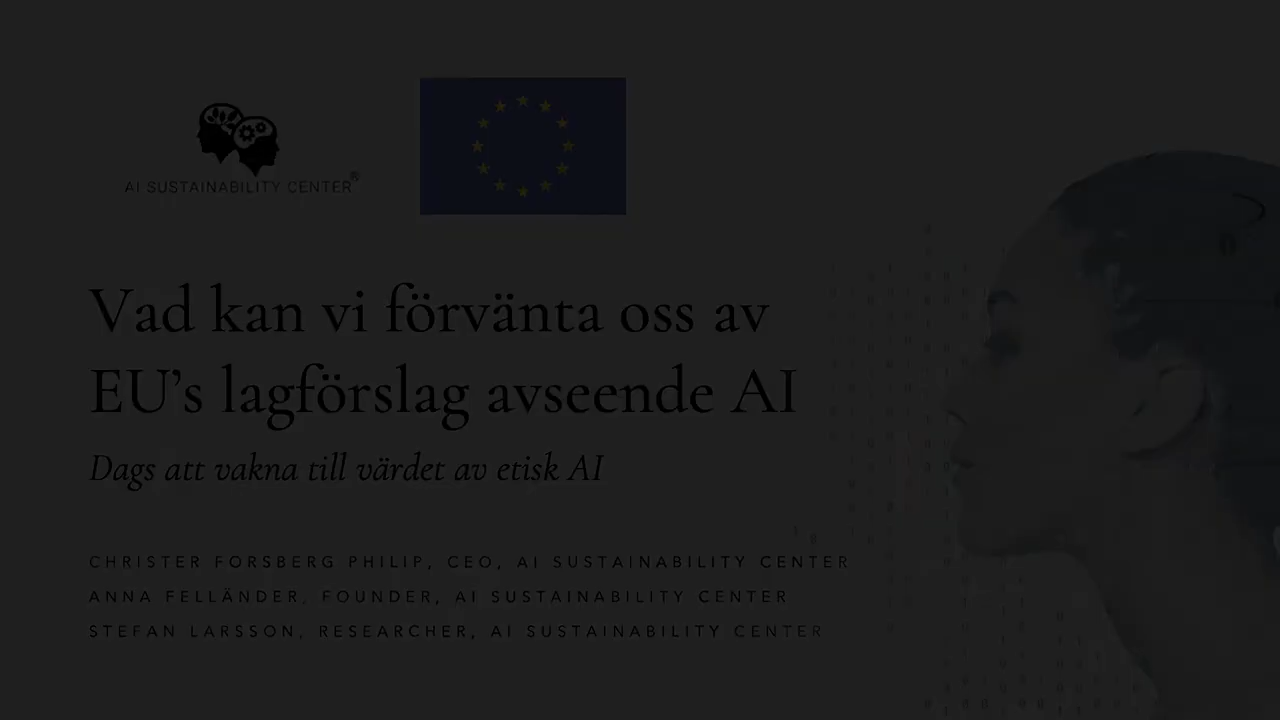 AI SUSTAINABILITY CENTER®
Vad kan vi förvänta oss av
EU’s lagförslag avseende AI
Dags att vakna till värdet av etisk AI
CHRISTER FORSBERG PHILIP, CEO, AI SUSTAINABILITY CENTER
ANNA FELLÄNDER, FOUNDER, AI SUSTAINABILITY CENTER
STEFAN LARSSON, RESEARCHER, AI SUSTAINABILITY CENTER